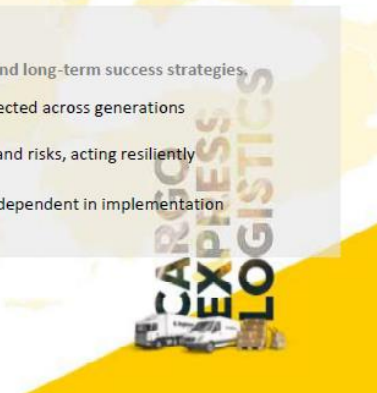 nd long-term success strategies.
ected across generations
and risks, acting resiliently
dependent in implementation
CARGO
EXPRESS
LOGISTICS